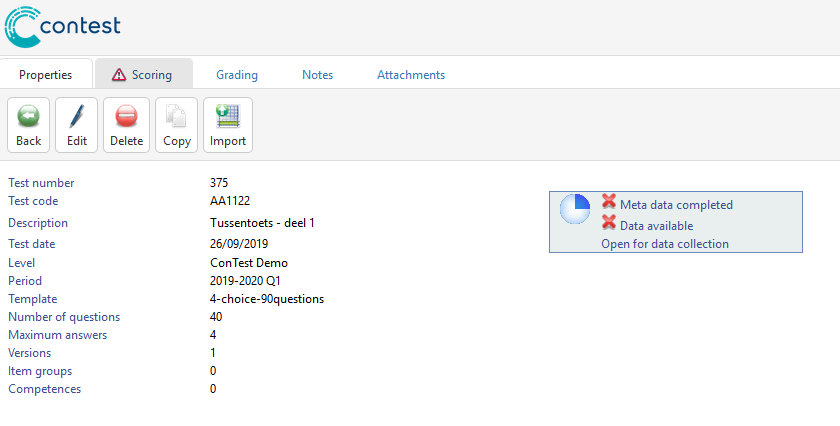 contest
Properties Scoring Grading Notes Attachments
Back Edit Delete Copy Import
Test number 375
Test code AA1122
Description Tussentoets - deel 1
Test date 26/09/2019
Level ConTest Demo
Period 2019-2020 Q1
Template 4-choice-90questions
Number of questions 40
Maximum answers 4
Versions 1
Item groups 0
Competences 0
Meta data completed
Data available
Open for data collection